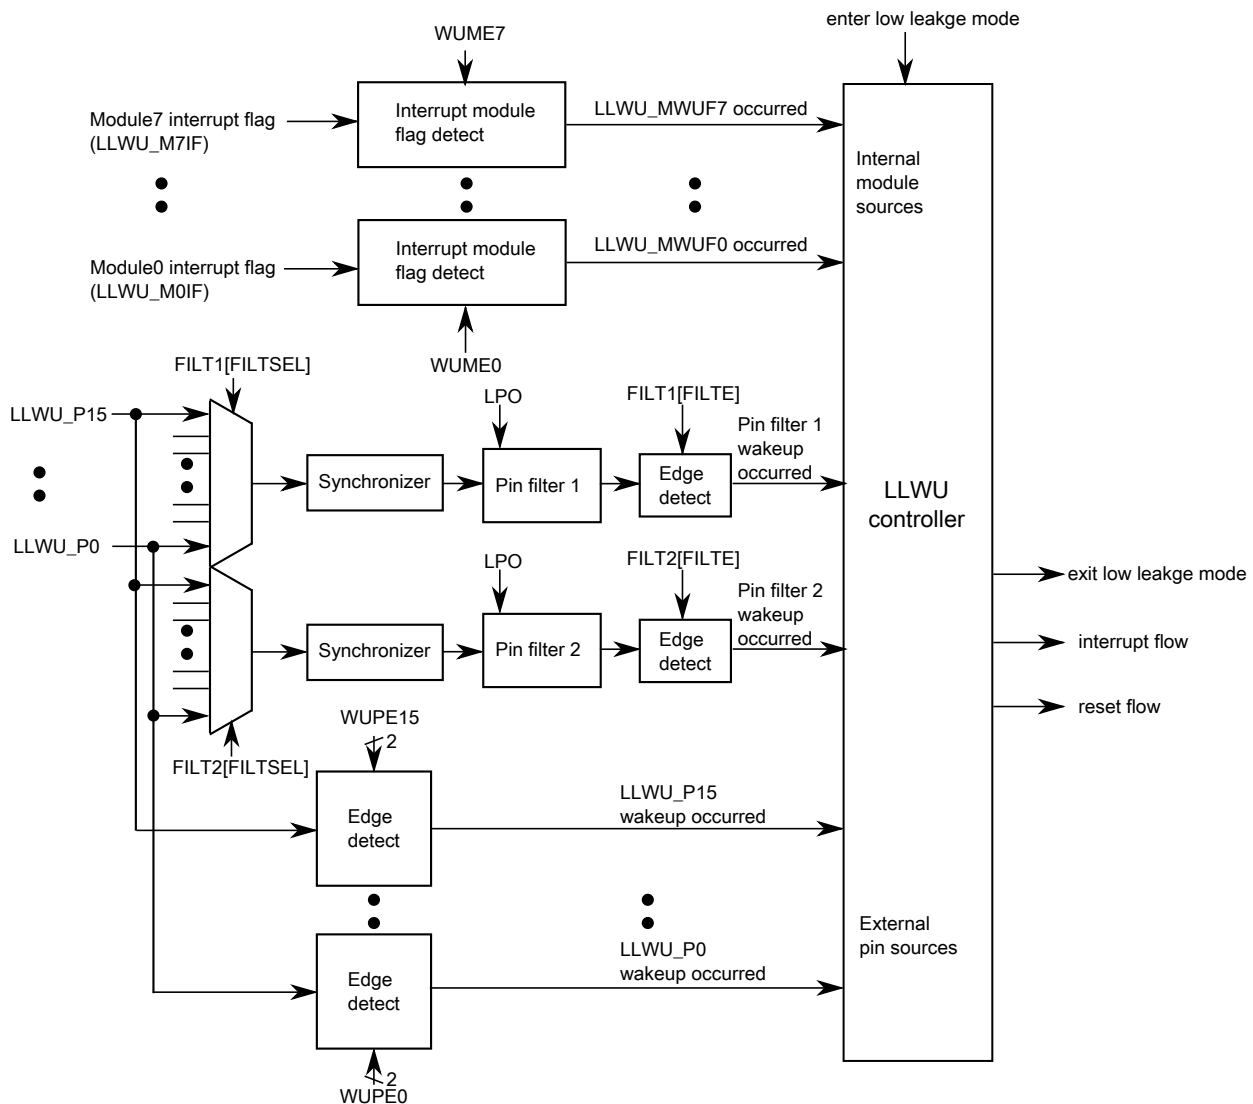 enter low leakge mode
WUME7
Interrupt module
flag detect
Module7 interrupt flag
(LLWU_M7IF)
LLWU_MWUF7 occurred
Internal
module
sources
Interrupt module
flag detect
Module0 interrupt flag
(LLWU_M0IF)
LLWU_MWUF0 occurred
WUME0
FILT1[FILTSEL]
LLWU_P15
LLWU_P0
Synchronizer
LPO
Pin filter 1
FILT1[FILTE]
Edge
detect
Pin filter 1
wakeup
occurred
LLWU
controller
Synchronizer
LPO
Pin filter 2
FILT2[FILTE]
Edge
detect
Pin filter 2
wakeup
occurred
exit low leakge mode
interrupt flow
reset flow
FILT2[FILTSEL]
WUPE15
2
Edge
detect
LLWU_P15
wakeup occurred
External
pin sources
Edge
detect
LLWU_P0
wakeup occurred
2
WUPE0